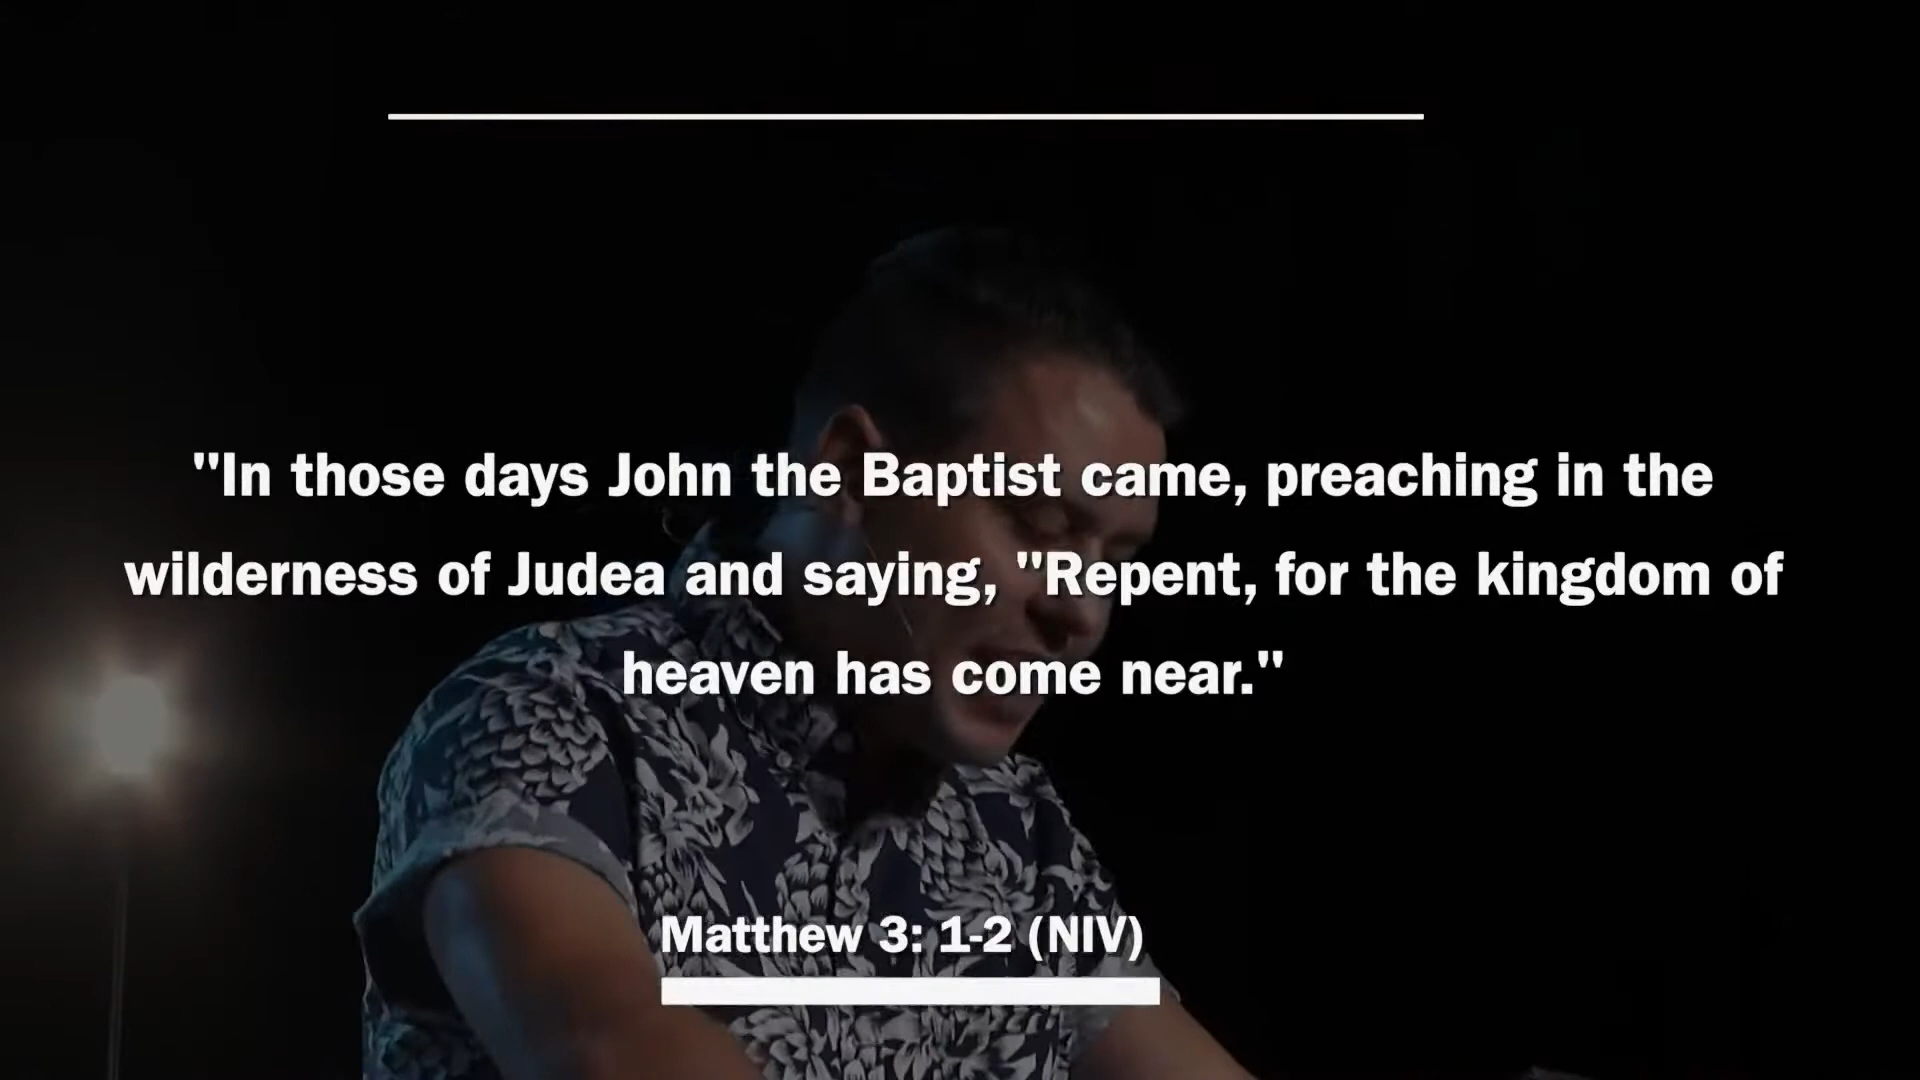 "In those days John the Baptist came, preaching in the
wilderness of Judea and saying, "Repent, for the kingdom of
heaven has come near."
Matthew 3: 1-2 (NIV)